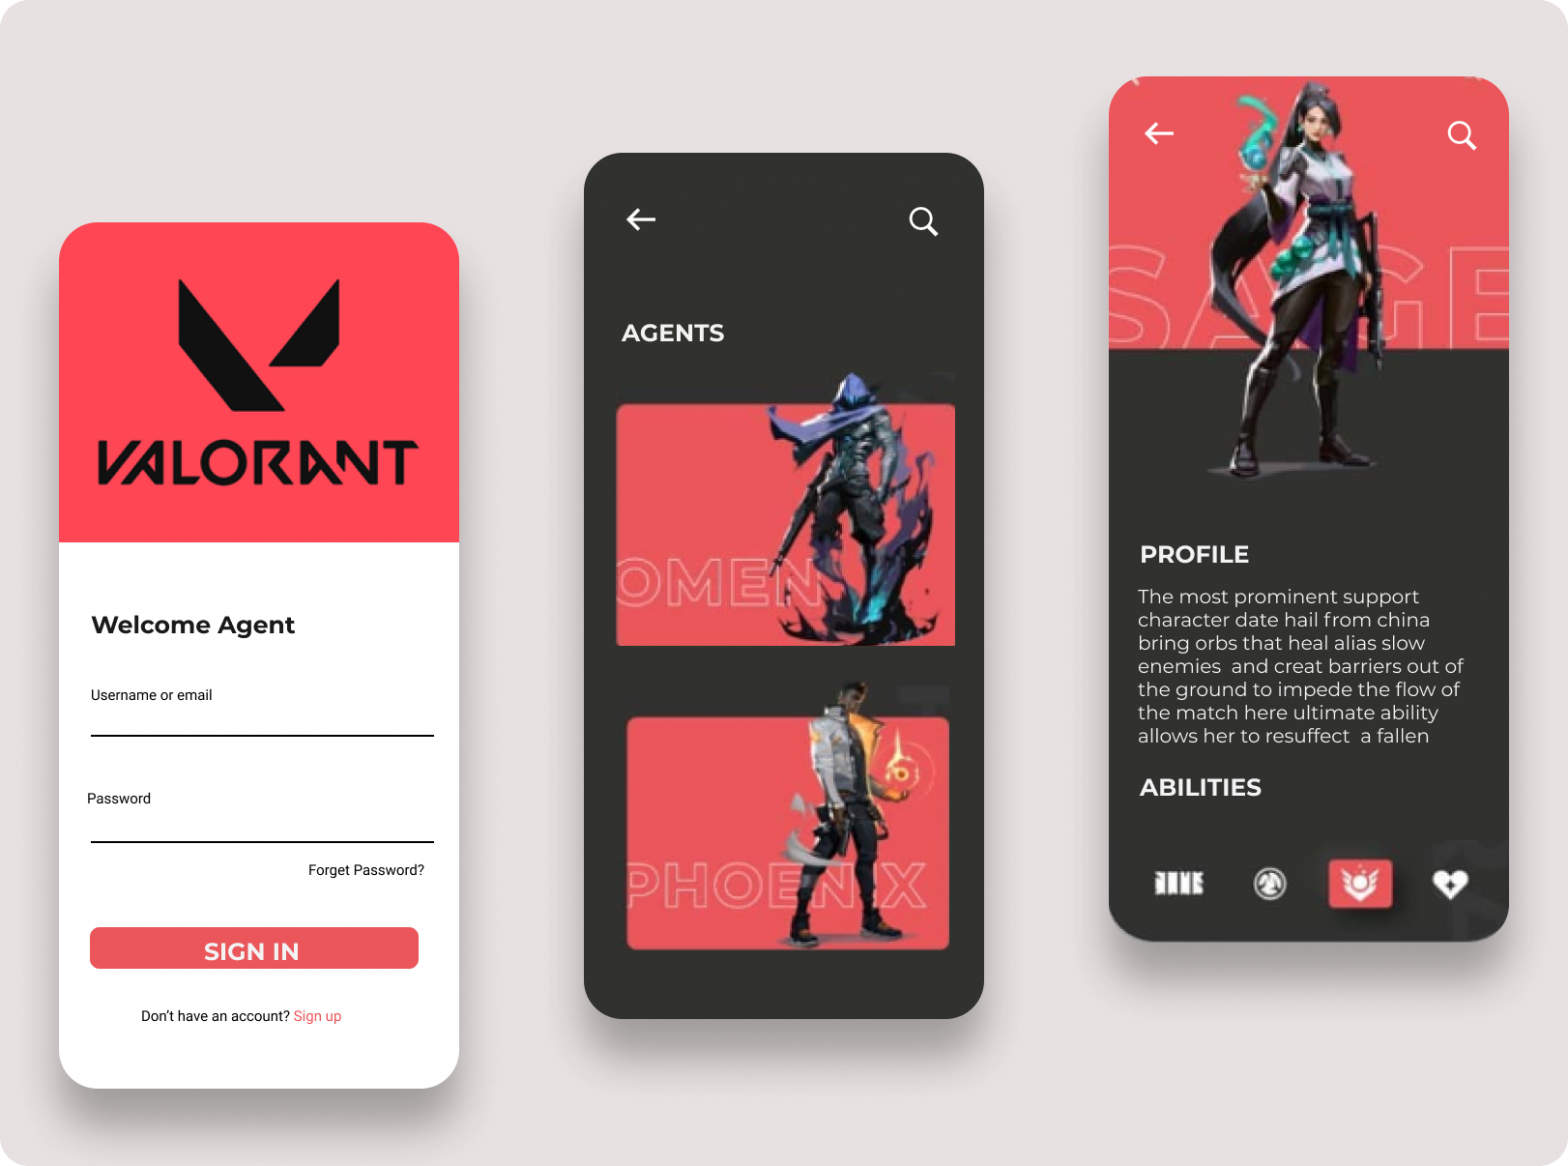 VALORANT
Welcome Agent
Username or email
Password
Forget Password?
SIGN IN
Don't have an account? Sign up
AGENTS
OMEN
PHOENIX
SAGE
PROFILE
The most prominent support
character date hail from china
bring orbs that heal alias slow
enemies  and creat barriers out of
the ground to impede the flow of
the match here ultimate ability
allows her to resuffect  a fallen
ABILITIES